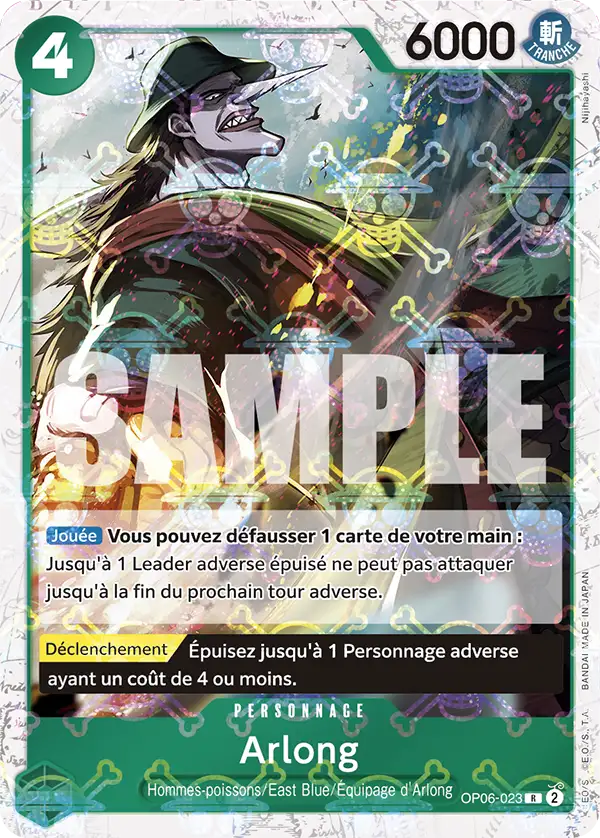 4
6000
斬
TRANCHE
Nijihayashi
SAMPLE
Jouée Vous pouvez défausser 1 carte de votre main :
Jusqu'à 1 Leader adverse épuisé ne peut pas attaquer
jusqu'à la fin du prochain tour adverse.
Déclenchement Épuisez jusqu'à 1 Personnage adverse
ayant un coût de 4 ou moins.
PERSONNAGE
Arlong
Hommes-poissons/East Blue/Équipage d'Arlong
OP06-023 R 2
©E.O./S., T.A. BANDAI MADE IN JAPAN